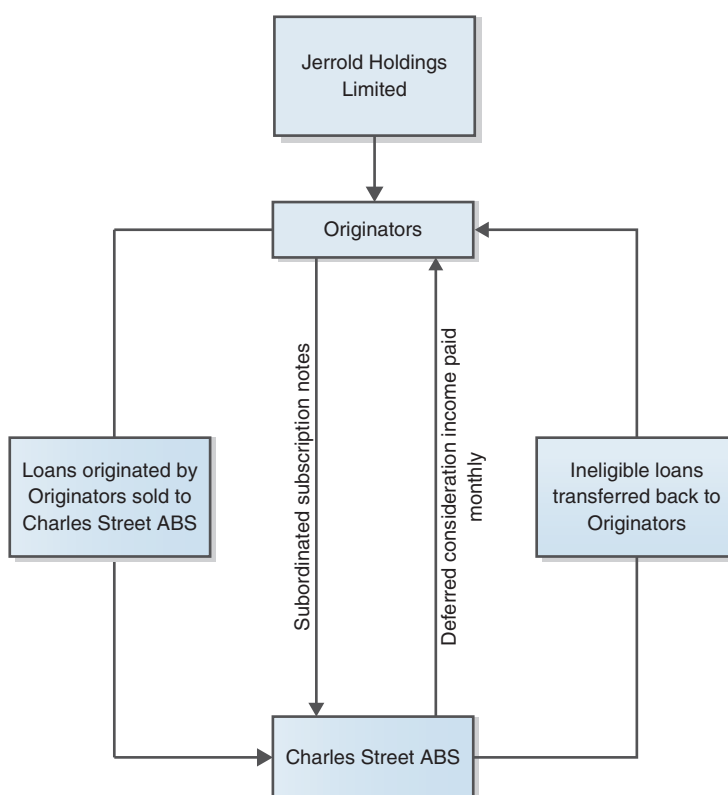 Jerrold Holdings
Limited
Originators
Subordinated subscription notes
Deferred consideration income paid
monthly
Loans originated by
Originators sold to
Charles Street ABS
Ineligible loans
transferred back to
Originators
Charles Street ABS